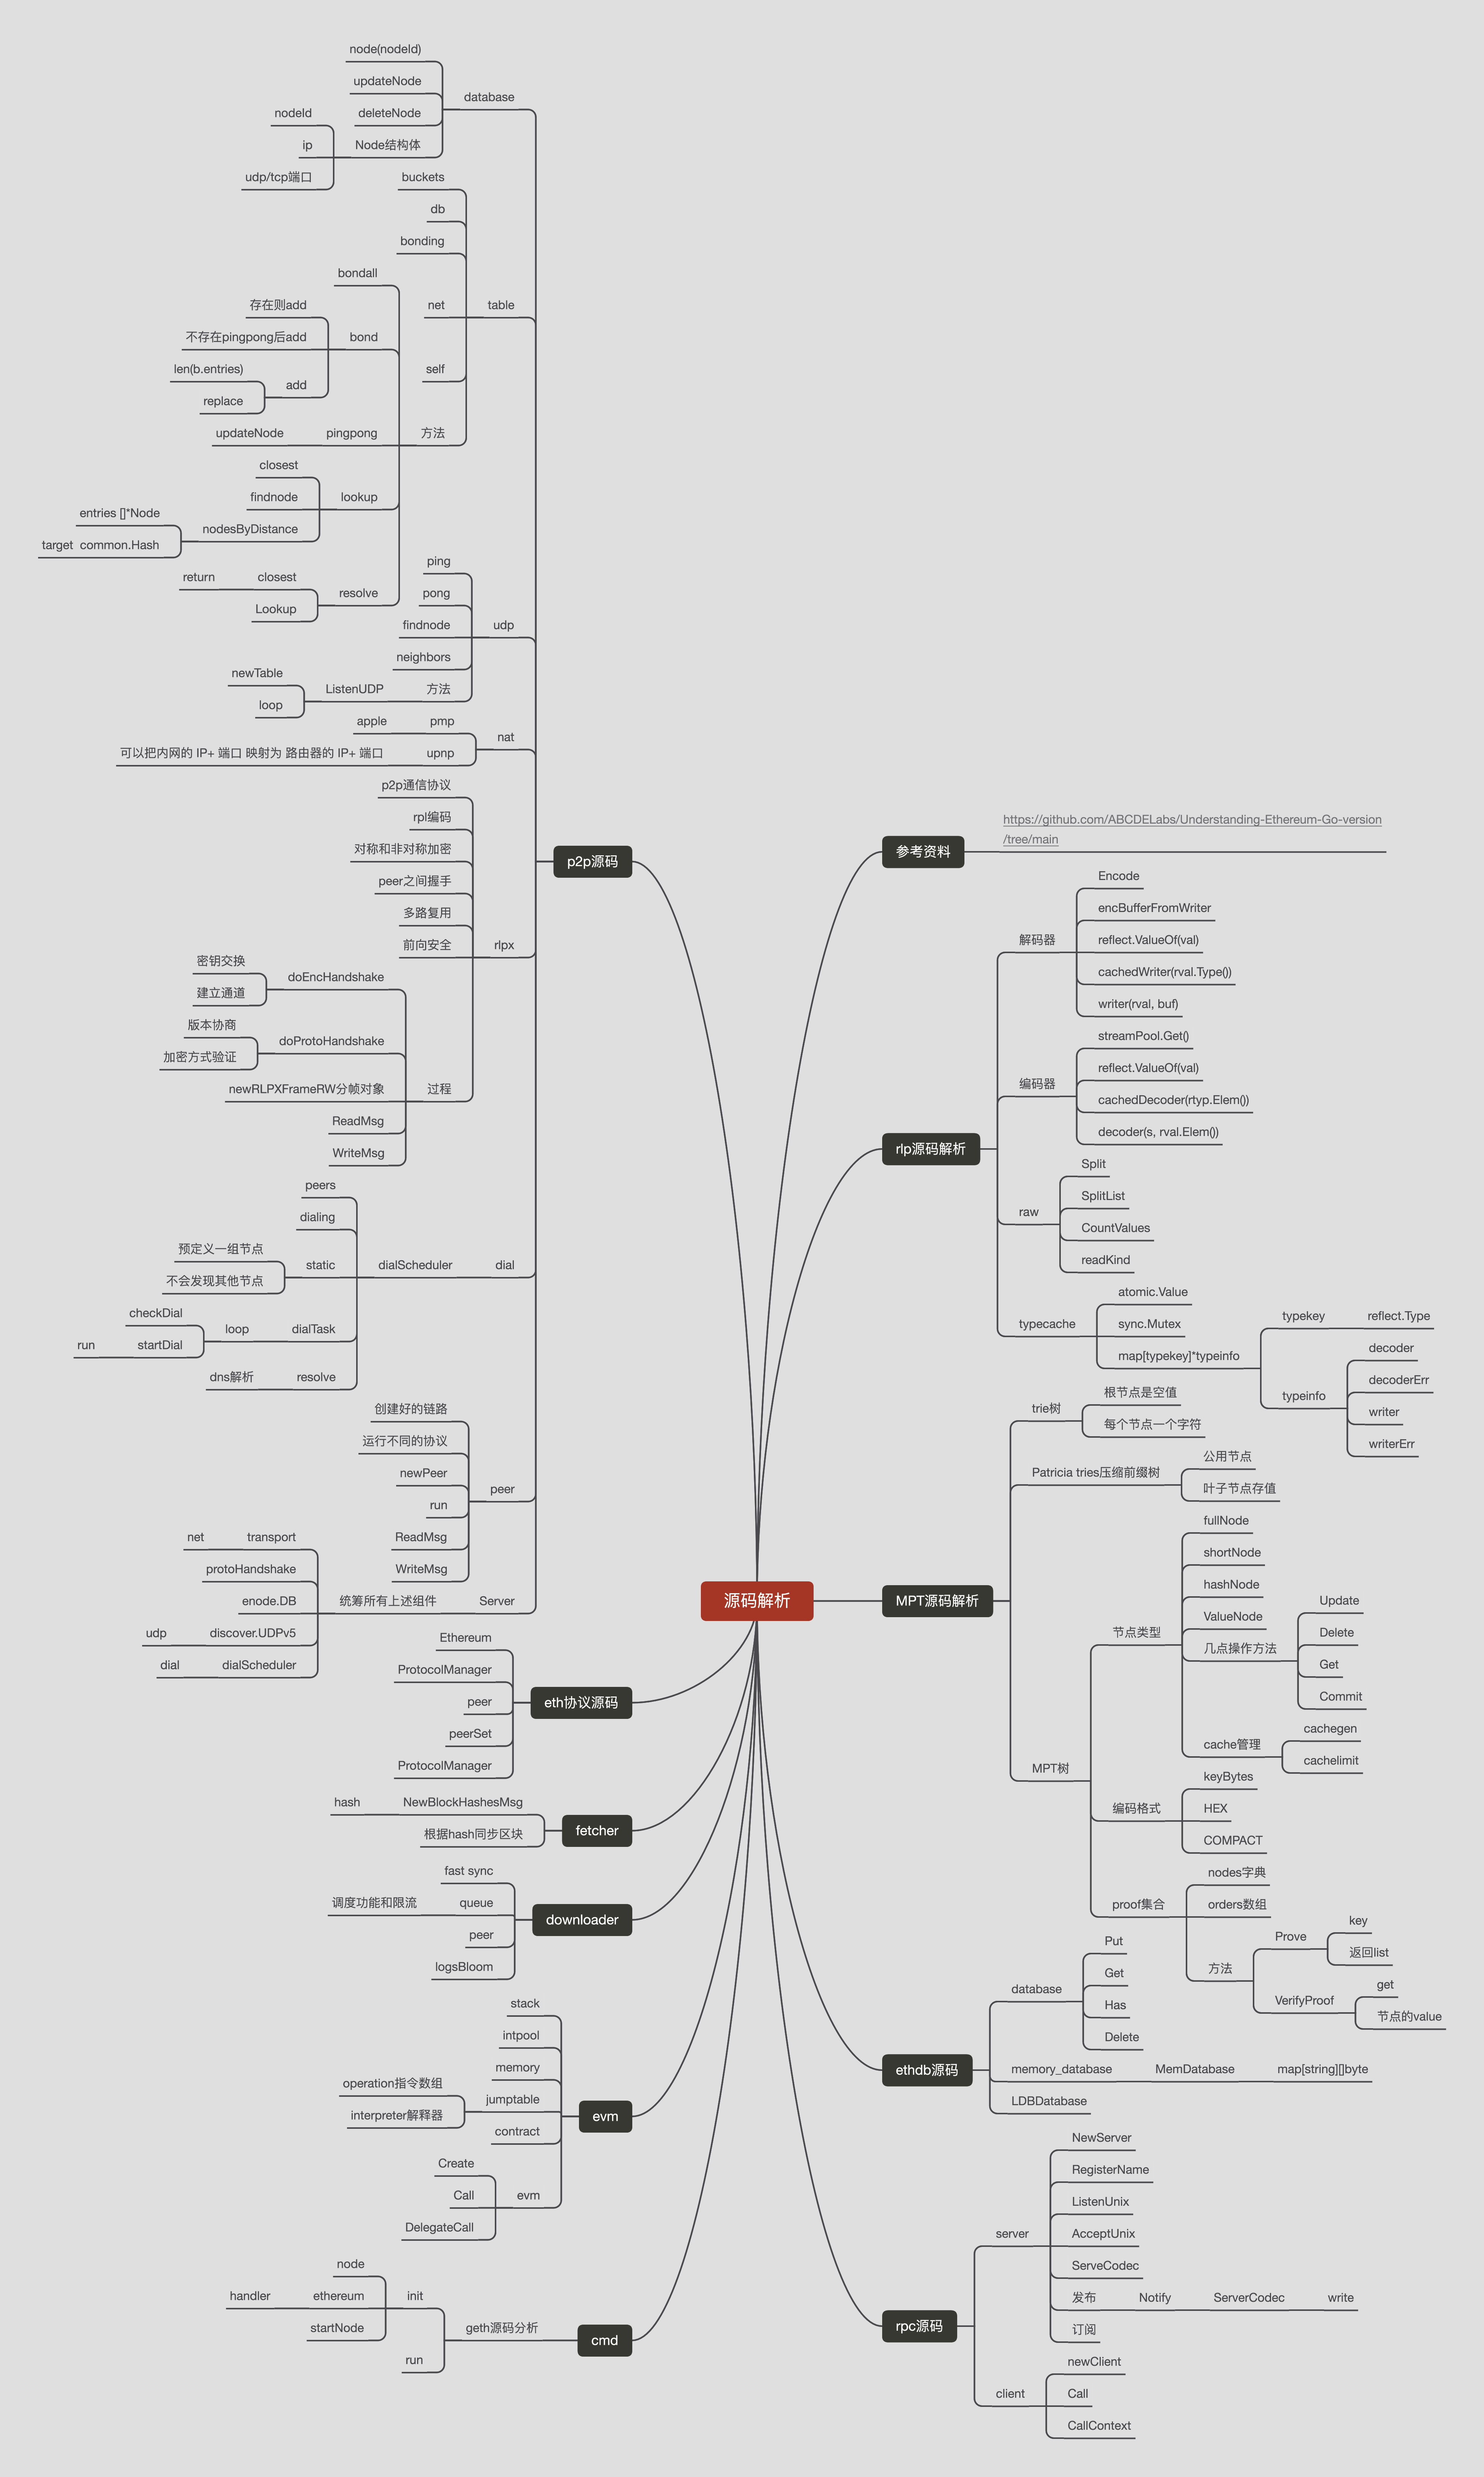 源码解析
参考资料
https://github.com/ABCDELabs/Understanding-Ethereum-Go-version
/tree/main
rlp源码解析
解码器
Encode
encBufferFromWriter
reflect.ValueOf(val)
cachedWriter(rval.Type())
writer(rval, buf)
编码器
streamPool.Get()
reflect.ValueOf(val)
cachedDecoder(rtyp.Elem())
decoder(s, rval.Elem())
raw
Split
SplitList
CountValues
readKind
typecache
atomic.Value
sync.Mutex
map[typekey]*typeinfo
typekey
reflect.Type
typeinfo
decoder
decoderErr
writer
writerErr
MPT源码解析
trie树
根节点是空值
每个节点一个字符
Patricia tries压缩前缀树
公用节点
叶子节点存值
MPT树
节点类型
fullNode
shortNode
hashNode
ValueNode
几点操作方法
Update
Delete
Get
Commit
cache管理
cachegen
cachelimit
编码格式
keyBytes
HEX
COMPACT
proof集合
nodes字典
orders数组
方法
Prove
key
返回list
VerifyProof
get
节点的value
ethdb源码
database
Put
Get
Has
Delete
memory_database
MemDatabase
map[string][]byte
LDBDatabase
rpc源码
server
NewServer
RegisterName
ListenUnix
AcceptUnix
ServeCodec
发布
Notify
ServerCodec
write
订阅
client
newClient
Call
CallContext
p2p源码
database
node(nodeId)
updateNode
deleteNode
Node结构体
nodeId
ip
udp/tcp端口
table
buckets
db
bonding
net
self
方法
bondall
bond
存在则add
不存在pingpong后add
add
len(b.entries)
replace
pingpong
updateNode
lookup
closest
findnode
nodesByDistance
entries []*Node
target  common.Hash
resolve
closest
return
Lookup
udp
ping
pong
findnode
neighbors
方法
ListenUDP
newTable
loop
nat
pmp
apple
upnp
可以把内网的 IP+ 端口 映射为 路由器的 IP+ 端口
rlpx
p2p通信协议
rpl编码
对称和非对称加密
peer之间握手
多路复用
前向安全
过程
doEncHandshake
密钥交换
建立通道
doProtoHandshake
版本协商
加密方式验证
newRLPXFrameRW分帧对象
ReadMsg
WriteMsg
dial
dialScheduler
peers
dialing
static
预定义一组节点
不会发现其他节点
dialTask
loop
checkDial
startDial
run
resolve
dns解析
peer
创建好的链路
运行不同的协议
newPeer
run
ReadMsg
WriteMsg
Server
统筹所有上述组件
transport
net
protoHandshake
enode.DB
discover.UDPv5
udp
dialScheduler
dial
eth协议源码
Ethereum
ProtocolManager
peer
peerSet
ProtocolManager
fetcher
NewBlockHashesMsg
hash
根据hash同步区块
downloader
fast sync
queue
调度功能和限流
peer
logsBloom
evm
stack
intpool
memory
jumptable
operation指令数组
interpreter解释器
contract
evm
Create
Call
DelegateCall
cmd
geth源码分析
init
node
ethereum
handler
startNode
run